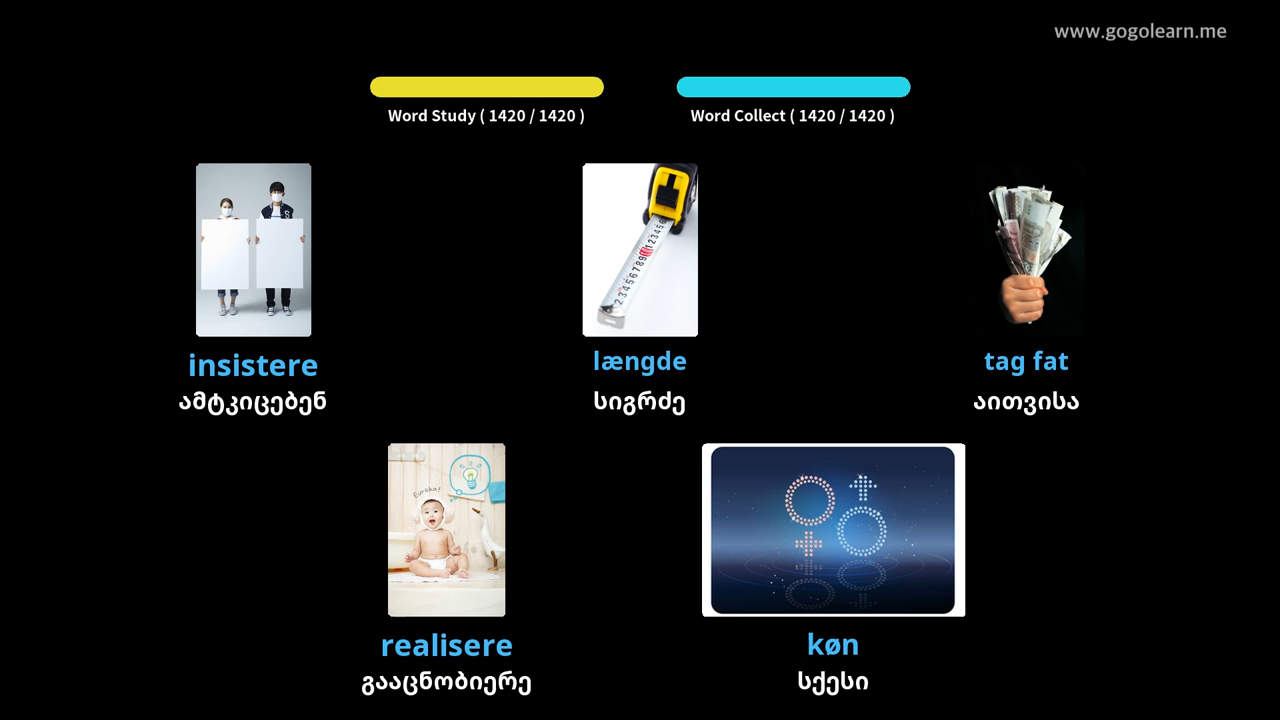 www.gogolearn.me
Word Study ( 1420 / 1420 )
Word Collect ( 1420 / 1420 )
insistere
længde
tag fat
ამტკიცებენ
სიგრძე
აითვისა
Eureka!
realisere
køn
გააცნობიერე
სქესი